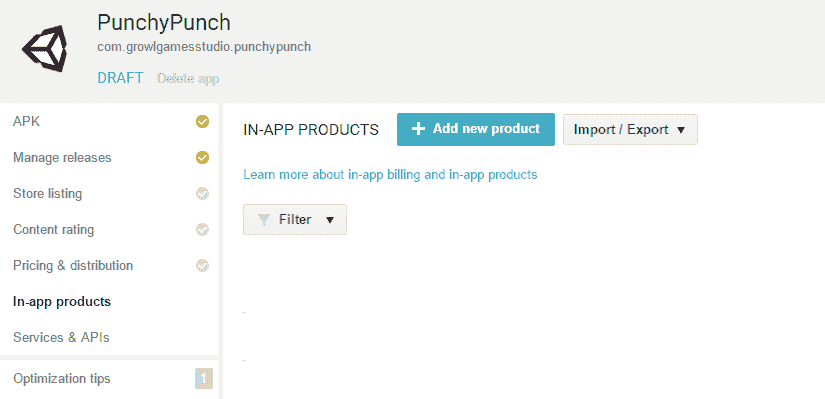 PunchyPunch
com.growlgamesstudio.punchypunch
DRAFT Delete app
APK
Manage releases
Store listing
Content rating
Pricing & distribution
In-app products
Services & APIs
Optimization tips 1
IN-APP PRODUCTS + Add new product Import / Export
Learn more about in-app billing and in-app products
Filter